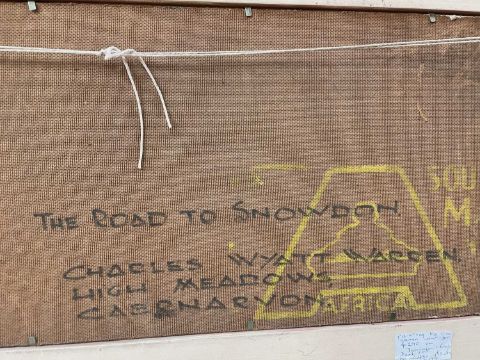 THE ROAD TO SNOWDON
CHARLES WYATT WARREN,
HIGH MEADOWS,
CAERNARVON
SOU
M
AFRICA